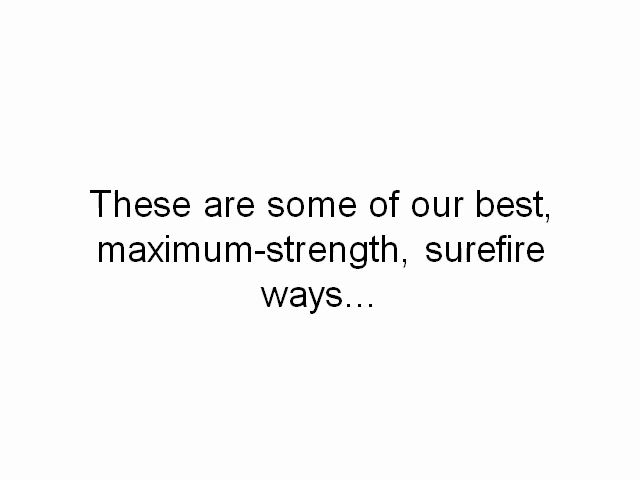 These are some of our best,
maximum-strength, surefire
ways...